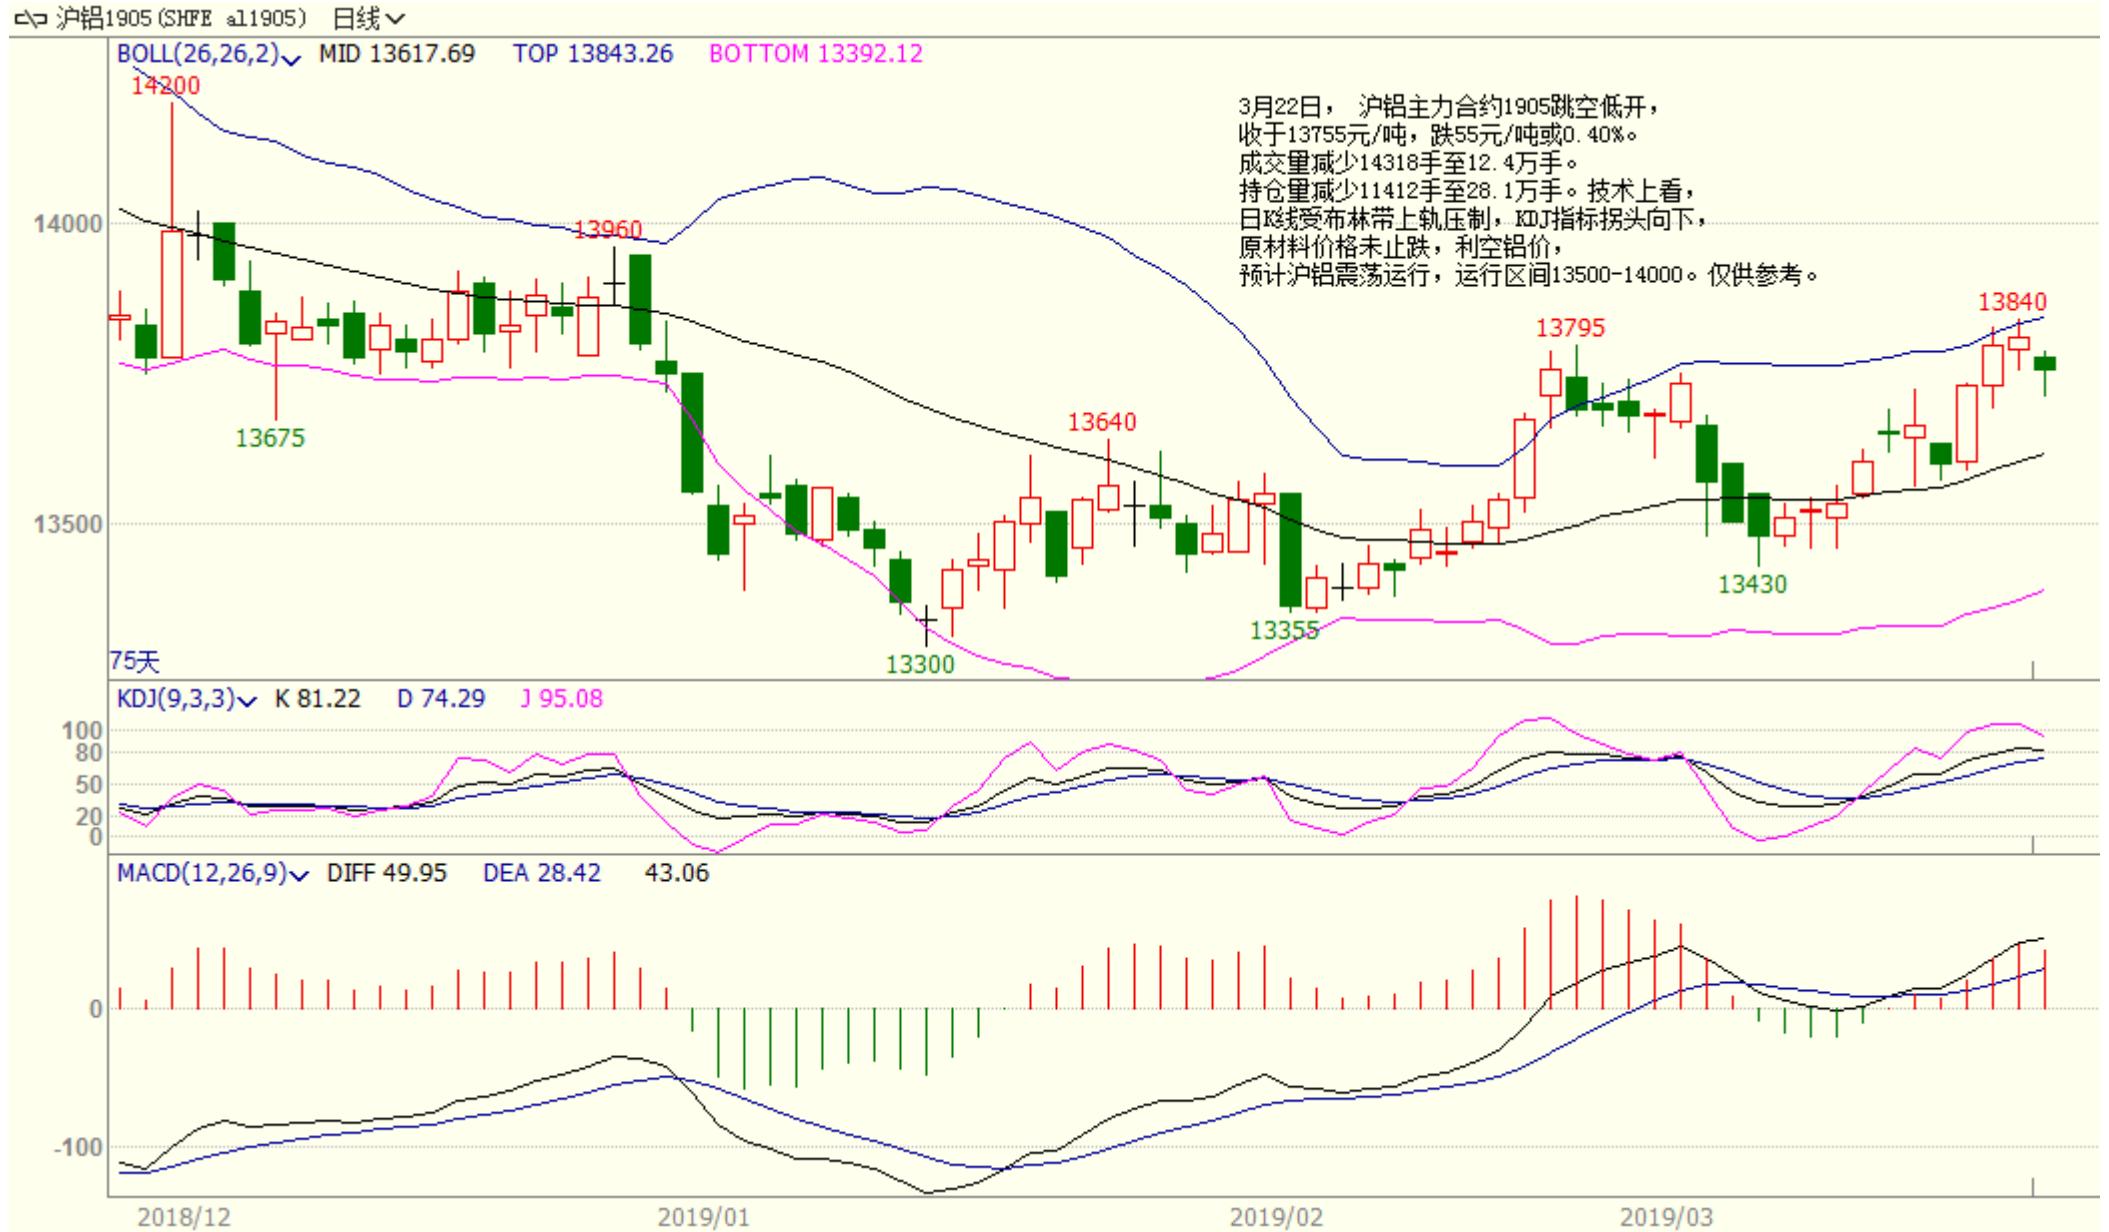 沪铝1905(SHFE al1905) 日线
BOLL(26,26,2) MID 13617.69 TOP 13843.26 BOTTOM 13392.12
14200
3月22日， 沪铝主力合约1905跳空低开，
收于13755元/吨，跌55元/吨或0.40%。
成交量减少14318手至12.4万手。
持仓量减少11412手至28.1万手。技术上看，
日K线受布林带上轨压制，KDJ指标拐头向下，
原材料价格未止跌，利空铝价，
预计沪铝震荡运行，运行区间13500-14000。仅供参考。
14000
13960
13840
13795
13675
13640
13500
13430
13355
13300
75天
KDJ(9,3,3) K 81.22 D 74.29 J 95.08
100
80
50
20
0
MACD(12,26,9) DIFF 49.95 DEA 28.42 43.06
0
-100
2018/12 2019/01 2019/02 2019/03